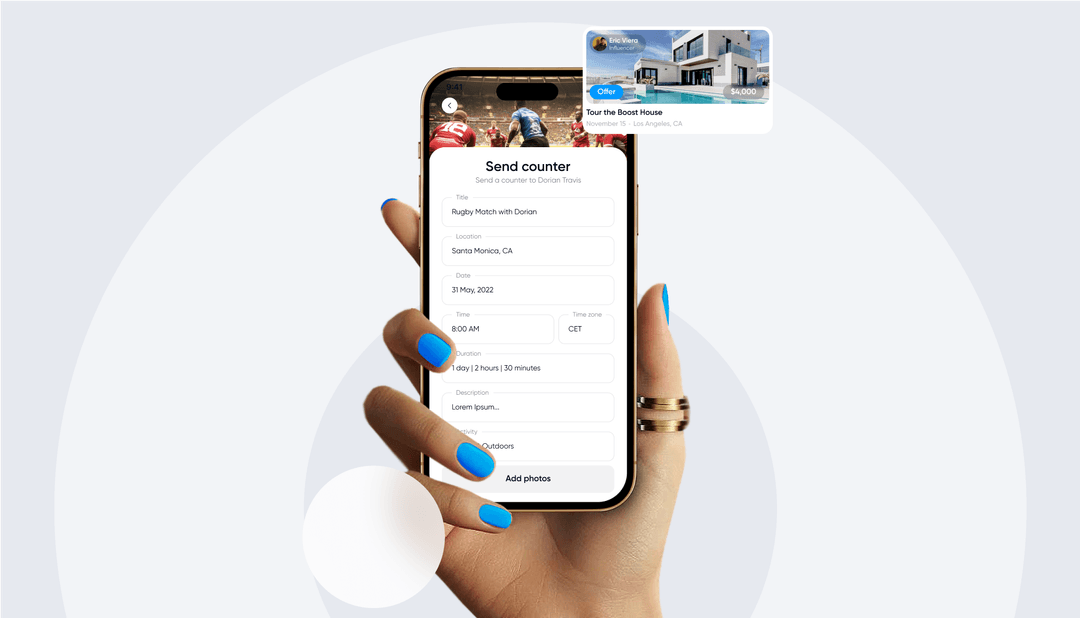 9:41
Send counter
Send a counter to Dorian Travis
Title
Rugby Match with Dorian
Location
Santa Monica, CA
Date
31 May, 2022
Time
Time zone
8:00 AM
CET
Duration
1 day | 2 hours | 30 minutes
Description
Lorem Ipsum...
Outdoors
Add photos
Eric Viera
Influencer
Offer
$4,000
Tour the Boost House
November 15 · Los Angeles, CA